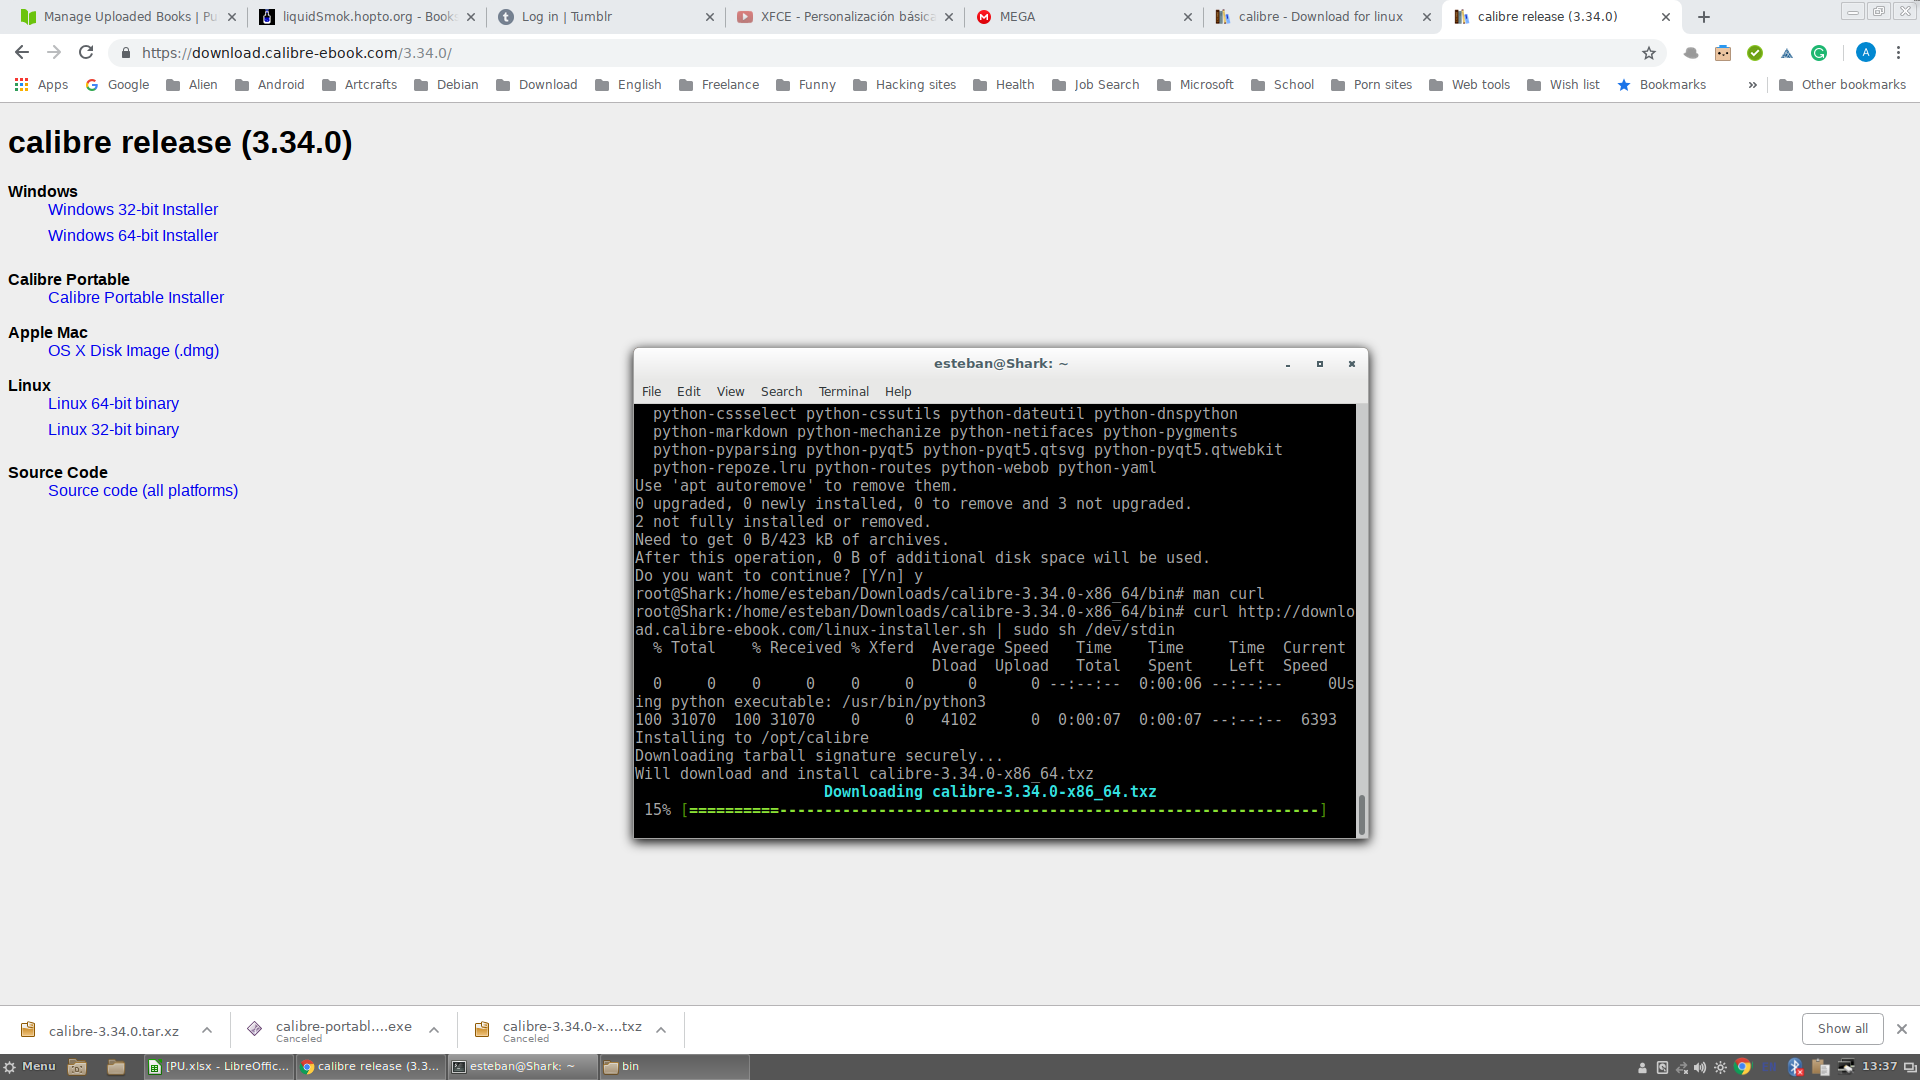 Manage Uploaded Books | Pu
liquidSmok.hopto.org - Books
Log in | Tumblr
XFCE - Personalización básica
MEGA
calibre - Download for linux
calibre release (3.34.0)
https://download.calibre-ebook.com/3.34.0/
A
Apps Google Alien Android Artcrafts Debian Download English Freelance Funny Hacking sites Health Job Search Microsoft School Porn sites Web tools Wish list Bookmarks » Other bookmarks
calibre release (3.34.0)
Windows
Windows 32-bit Installer
Windows 64-bit Installer
Calibre Portable
Calibre Portable Installer
Apple Mac
OS X Disk Image (.dmg)
Linux
Linux 64-bit binary
Linux 32-bit binary
Source Code
Source code (all platforms)
esteban@Shark: ~
File Edit View Search Terminal Help
python-cssselect python-cssutils python-dateutil python-dnspython
python-markdown python-mechanize python-netifaces python-pygments
python-pyparsing python-pyqt5 python-pyqt5.qtsvg python-pyqt5.qtwebkit
python-repoze.lru python-routes python-webob python-yaml
Use 'apt autoremove' to remove them.
0 upgraded, 0 newly installed, 0 to remove and 3 not upgraded.
2 not fully installed or removed.
Need to get 0 B/423 kB of archives.
After this operation, 0 B of additional disk space will be used.
Do you want to continue? [Y/n] y
root@Shark:/home/esteban/Downloads/calibre-3.34.0-x86_64/bin# man curl
root@Shark:/home/esteban/Downloads/calibre-3.34.0-x86_64/bin# curl http://downlo
ad.calibre-ebook.com/linux-installer.sh | sudo sh /dev/stdin
% Total % Received % Xferd Average Speed Time Time Time Current
Dload Upload Total Spent Left Speed
0 0 0 0 0 0 0 0 --:--:-- 0:00:06 --:--:-- 0Us
ing python executable: /usr/bin/python3
100 31070 100 31070 0 0 4102 0 0:00:07 0:00:07 --:--:-- 6393
Installing to /opt/calibre
Downloading tarball signature securely...
Will download and install calibre-3.34.0-x86_64.txz
Downloading calibre-3.34.0-x86_64.txz
15% [==========------------------------------------------------------------]
calibre-3.34.0.tar.xz
calibre-portabl....exe
Canceled
calibre-3.34.0-x....txz
Canceled
Show all
Menu
[PU.xlsx - LibreOffic...
calibre release (3.3...
esteban@Shark: ~
bin
13:37